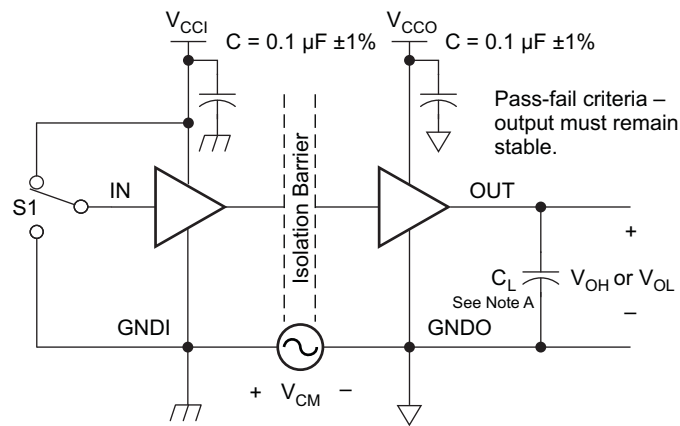 V_CCI
C = 0.1 µF ±1%
V_CCO
C = 0.1 µF ±1%
Pass-fail criteria –
output must remain
stable.
S1
IN
Isolation Barrier
OUT
+
C_L
See Note A
V_OH or V_OL
–
GNDI
GNDO
+ V_CM –